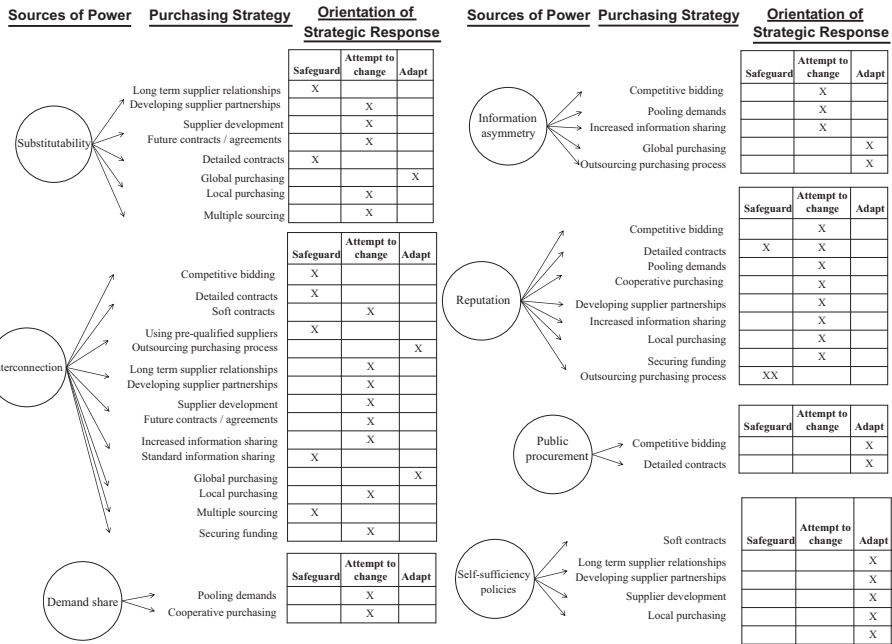 Sources of Power Purchasing Strategy Orientation of
Strategic Response
Safeguard Attempt to change Adapt
Substitutability
Long term supplier relationships X
Developing supplier partnerships X
Supplier development X
Future contracts / agreements X
Detailed contracts X
Global purchasing X
Local purchasing X
Multiple sourcing X
Safeguard Attempt to change Adapt
nterconnection
Competitive bidding X
Detailed contracts X
Soft contracts X
Using pre-qualified suppliers X
Outsourcing purchasing process X
Long term supplier relationships X
Developing supplier partnerships X
Supplier development X
Future contracts / agreements X
Increased information sharing X
Standard information sharing X
Global purchasing X
Local purchasing X
Multiple sourcing X
Securing funding X
Safeguard Attempt to change Adapt
Demand share
Pooling demands X
Cooperative purchasing X
Sources of Power Purchasing Strategy Orientation of
Strategic Response
Safeguard Attempt to change Adapt
Information
asymmetry
Competitive bidding X
Pooling demands X
Increased information sharing X
Global purchasing X
Outsourcing purchasing process X
Safeguard Attempt to change Adapt
Reputation
Competitive bidding X
Detailed contracts X X
Pooling demands X
Cooperative purchasing X
Developing supplier partnerships X
Increased information sharing X
Local purchasing X
Securing funding X
Outsourcing purchasing process XX
Safeguard Attempt to change Adapt
Public
procurement
Competitive bidding X
Detailed contracts X
Safeguard Attempt to change Adapt
Self-sufficiency
policies
Soft contracts
Long term supplier relationships X
Developing supplier partnerships X
Supplier development X
Local purchasing X
X